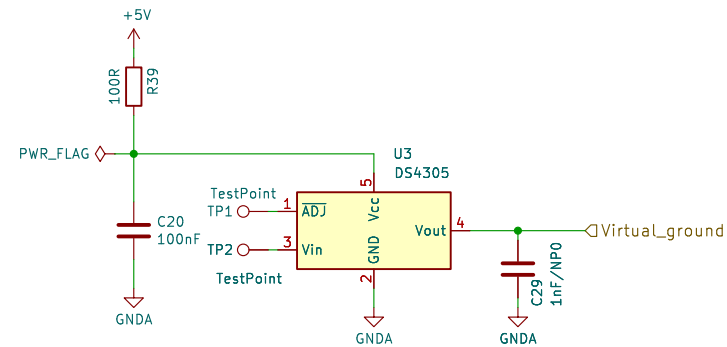 +5V
100R
R39
PWR_FLAG
U3
DS4305
TestPoint
TP1
1
ADJ
5
Vcc
C20
100nF
TP2
3
Vin
Vout
4
Virtual_ground
GND
2
TestPoint
C29
1nF/NP0
GNDA
GNDA
GNDA